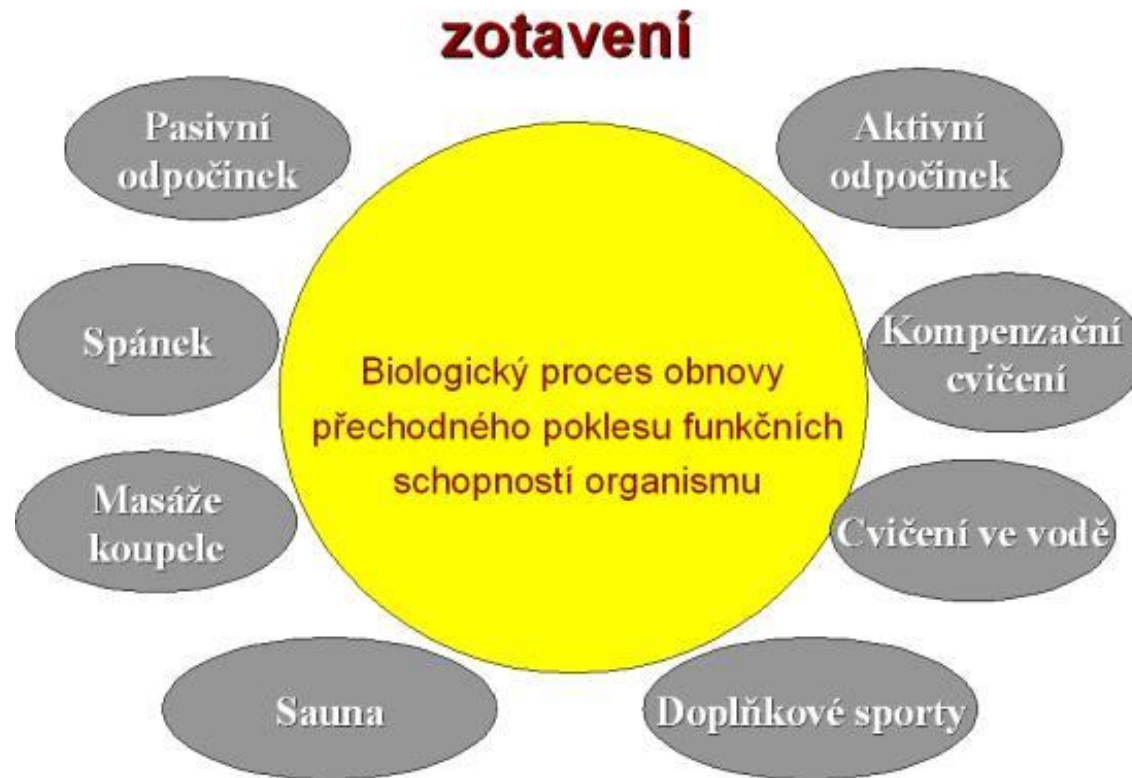 zotavení
Pasivní
odpočinek
Aktivní
odpočinek
Spánek
Kompenzační
cvičení
Biologický proces obnovy
přechodného poklesu funkčních
schopností organismu
Masáže
koupele
Cvičení ve vodě
Sauna
Doplňkové sporty